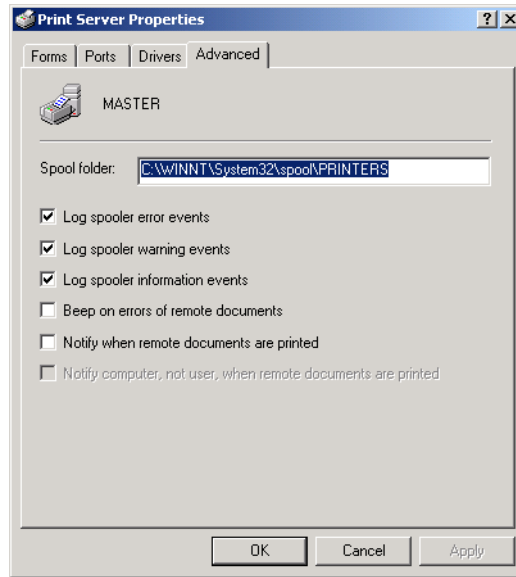 Print Server Properties
Forms Ports Drivers Advanced
MASTER
Spool folder: C:\WINNT\System32\spool\PRINTERS
Log spooler error events
Log spooler warning events
Log spooler information events
Beep on errors of remote documents
Notify when remote documents are printed
Notify computer, not user, when remote documents are printed
OK Cancel Apply